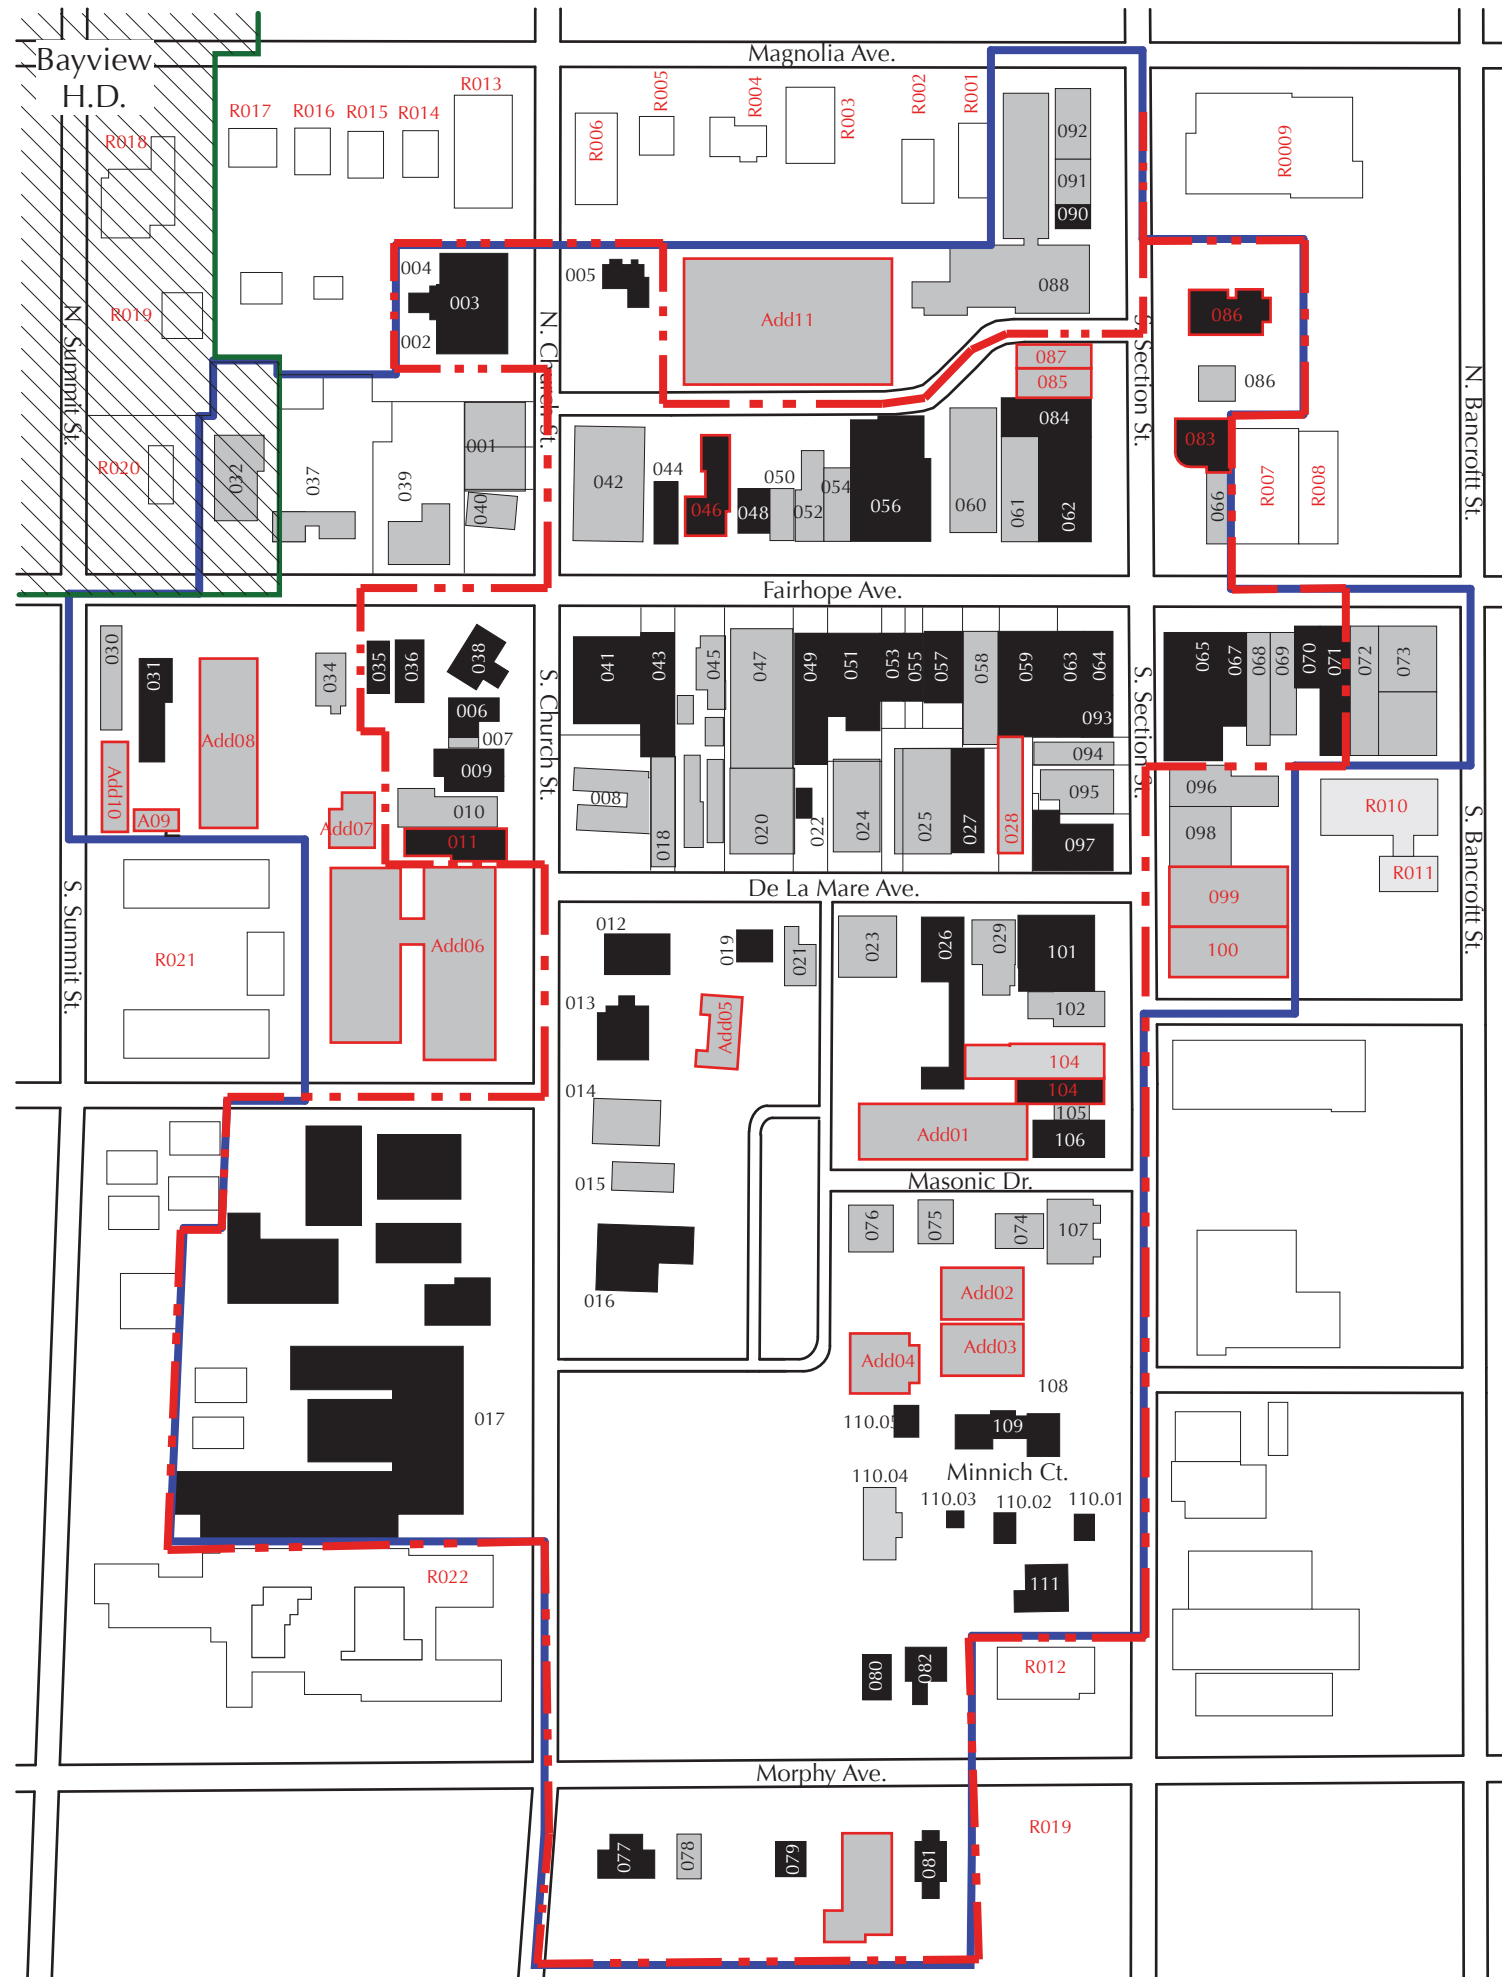 Magnolia Ave.
Bayview
H.D.
R018
R017
R016
R015
R014
R013
R006
R005
R004
R003
R002
R001
092
091
090
R0009
004
003
002
005
Add11
088
086
086
087
085
084
083
R019
N. Summit St.
N. Church St.
S. Section St.
N. Bancroftt St.
R020
032
037
039
001
040
042
044
046
048
050
052
054
056
060
061
062
066
R007
R008
Fairhope Ave.
030
031
Add08
034
035
036
038
006
007
009
010
011
Add10
A09
Add07
S. Church St.
041
043
045
047
049
051
053
055
057
058
059
063
064
093
094
095
097
008
018
020
022
024
025
027
028
S. Section St.
065
067
068
069
070
071
072
073
096
098
099
100
R010
R011
S. Bancroftt St.
De La Mare Ave.
S. Summit St.
R021
Add06
012
013
014
015
016
019
021
Add05
023
026
029
101
102
104
104
105
106
Add01
Masonic Dr.
076
075
074
107
Add02
Add03
Add04
108
109
110.05
Minnich Ct.
110.04
110.03
110.02
110.01
111
017
R022
080
082
R012
Morphy Ave.
077
078
079
081
R019